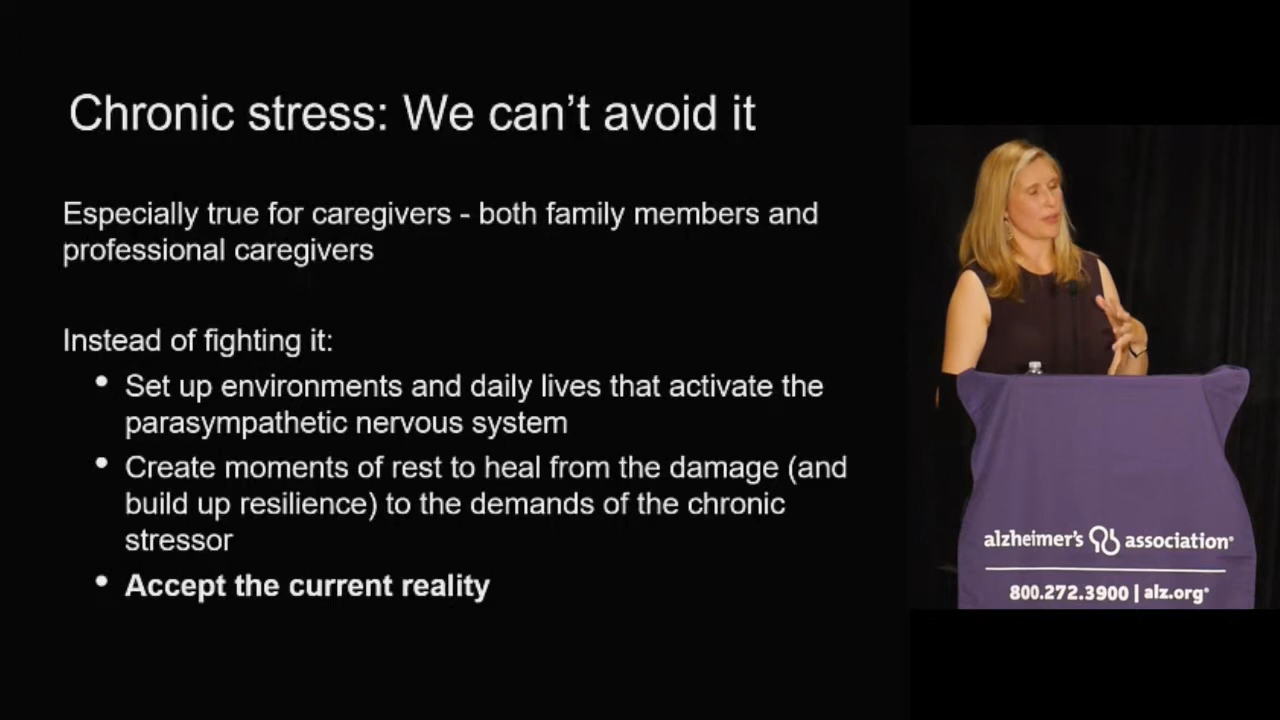 Chronic stress: We can't avoid it
Especially true for caregivers - both family members and
professional caregivers
Instead of fighting it:
• Set up environments and daily lives that activate the
parasympathetic nervous system
• Create moments of rest to heal from the damage (and
build up resilience) to the demands of the chronic
stressor
• Accept the current reality
alzheimer's association®
800.272.3900 | alz.org®